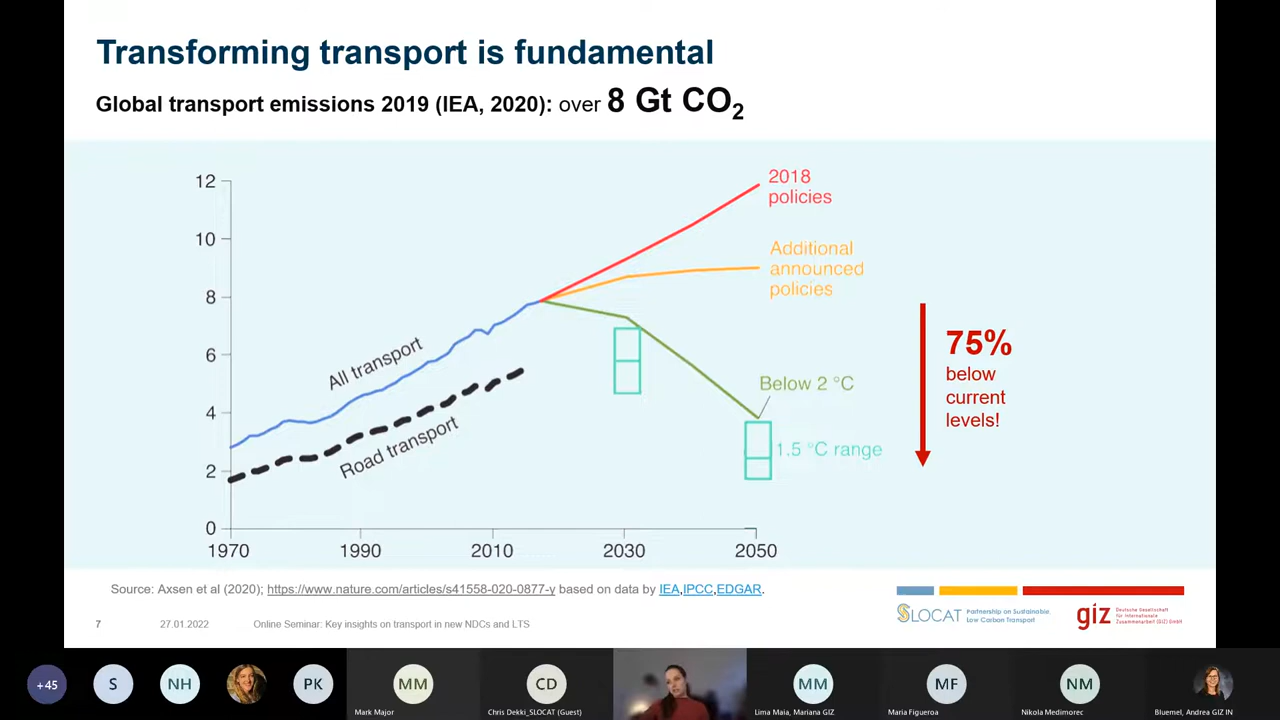 Transforming transport is fundamental
Global transport emissions 2019 (IEA, 2020): over 8 Gt CO2
12
10
8
6
4
2
0
1970
1990
2010
2030
2050
All transport
Road transport
2018
policies
Additional
announced
policies
Below 2 °C
1.5 °C range
75%
below
current
levels!
Source: Axsen et al (2020); https://www.nature.com/articles/s41558-020-0877-y based on data by IEA,IPCC,EDGAR.
7
27.01.2022
Online Seminar: Key insights on transport in new NDCs and LTS
SLOCAT
Partnership on Sustainable
Low Carbon Transport
giz
Deutsche Gesellschaft
für Internationale
Zusammenarbeit (GIZ) GmbH
+45
S
NH
PK
MM
Mark Major
CD
Chris Dekki_SLOCAT (Guest)
MM
Lima Maia, Mariana GIZ
MF
Maria Figueroa
NM
Nikola Medimorec
Bluemel, Andrea GIZ IN